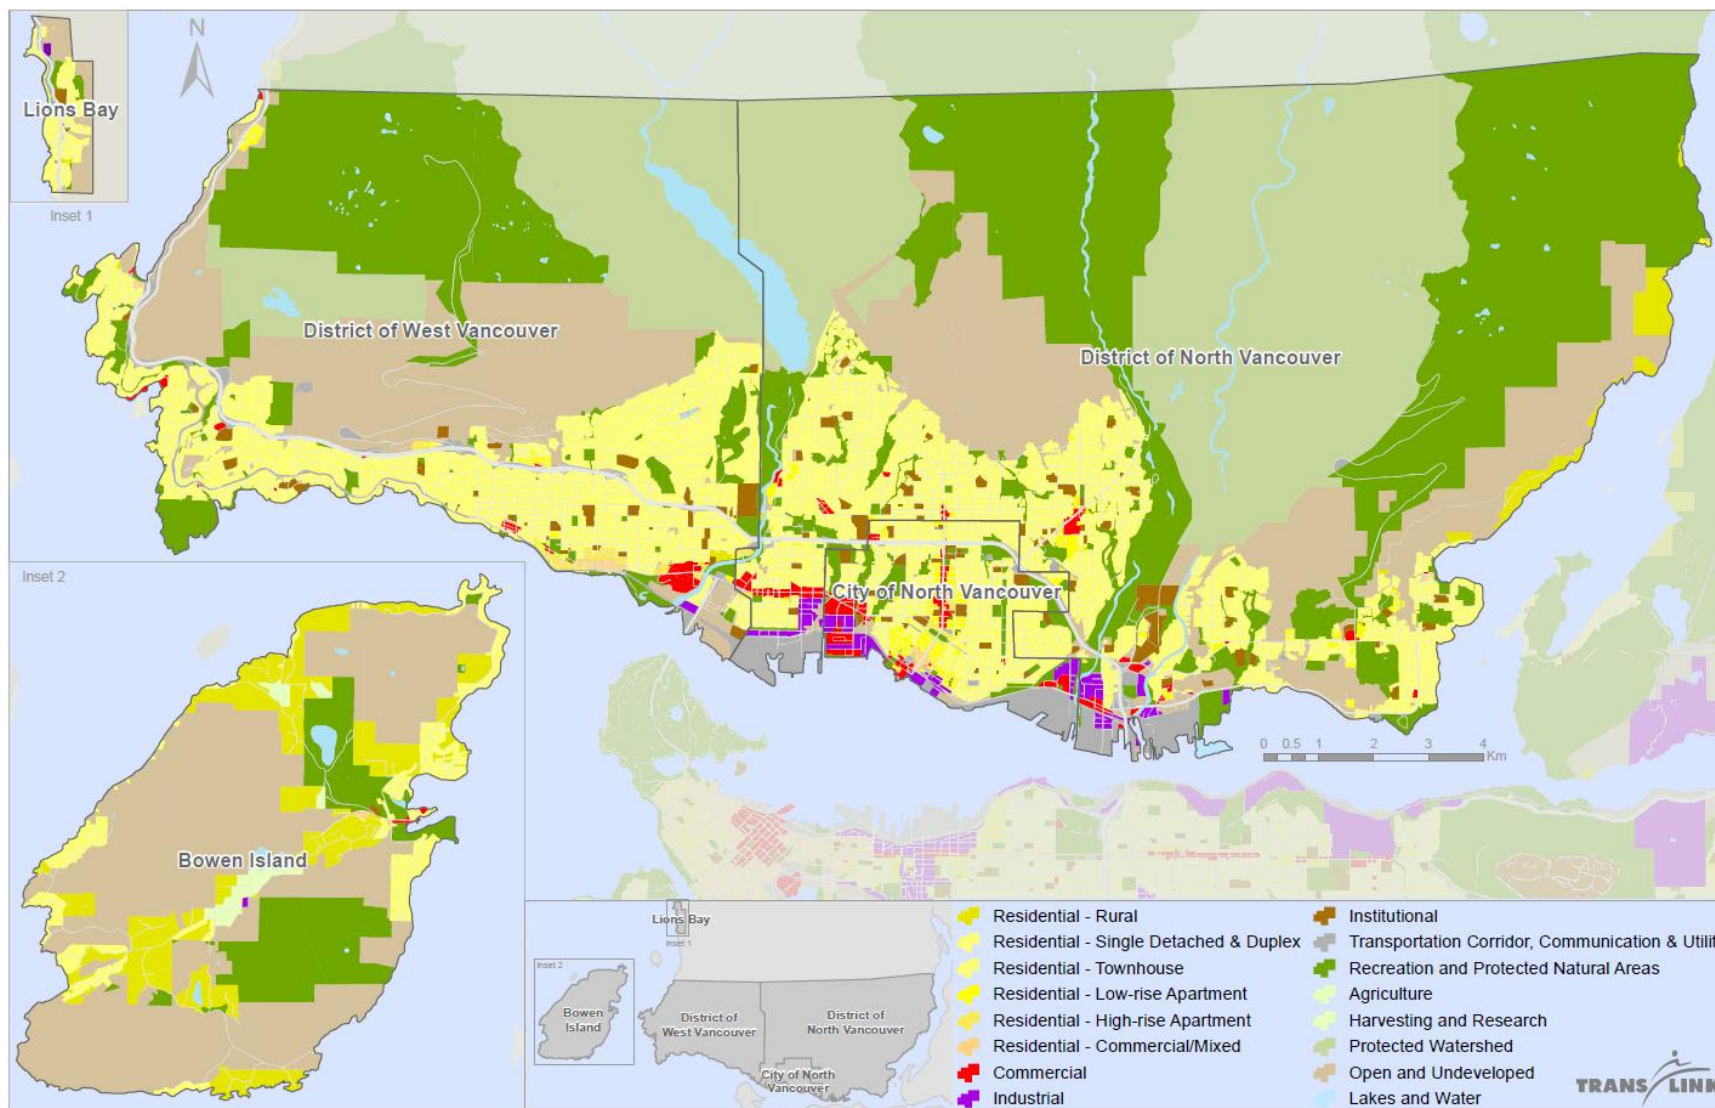 N
Lions Bay
Inset 1
District of West Vancouver
District of North Vancouver
City of North Vancouver
Inset 2
Bowen Island
0 0.5 1 2 3 4
Km
Lions Bay
Inset 1
Inset 2
Bowen
Island
District of
West Vancouver
District of
North Vancouver
City of North
Vancouver
Residential - Rural
Residential - Single Detached & Duplex
Residential - Townhouse
Residential - Low-rise Apartment
Residential - High-rise Apartment
Residential - Commercial/Mixed
Commercial
Industrial
Institutional
Transportation Corridor, Communication & Utilit
Recreation and Protected Natural Areas
Agriculture
Harvesting and Research
Protected Watershed
Open and Undeveloped
Lakes and Water
TRANS LINK